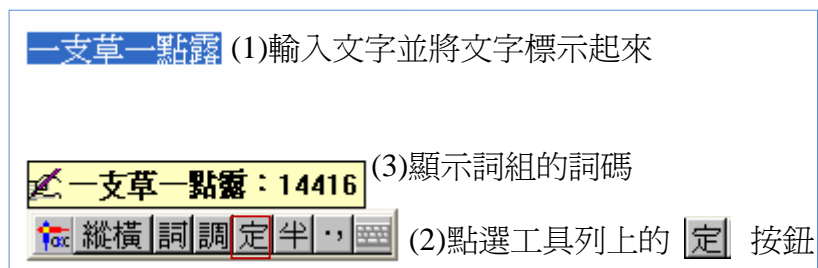 一支草一點露 (1)輸入文字並將文字標示起來
一支草一點露：14416 (3)顯示詞組的詞碼
縱橫 詞 調 定 半 ·, (2)點選工具列上的 定 按鈕